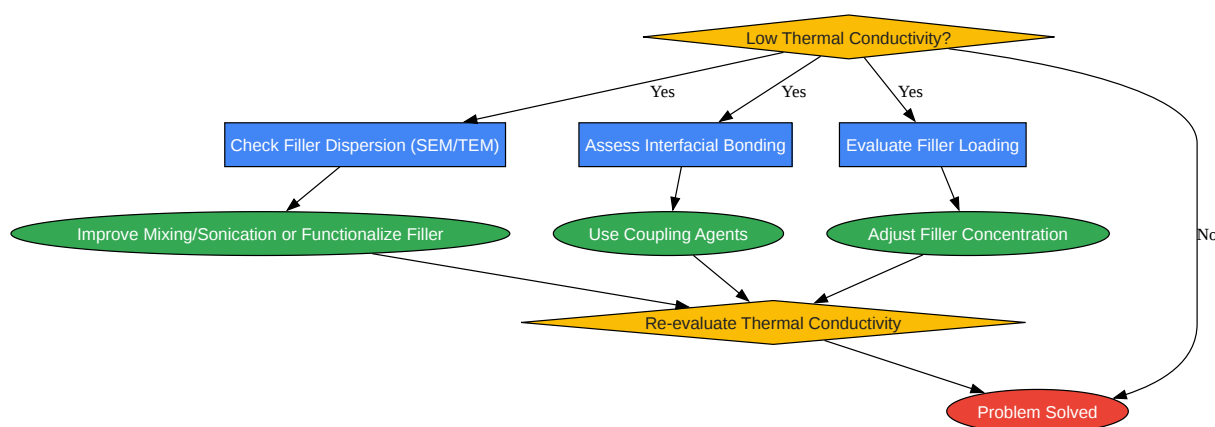 Low Thermal Conductivity?
Yes
Yes
Yes
Check Filler Dispersion (SEM/TEM)
Assess Interfacial Bonding
Evaluate Filler Loading
Improve Mixing/Sonication or Functionalize Filler
Use Coupling Agents
Adjust Filler Concentration
No
Re-evaluate Thermal Conductivity
Problem Solved